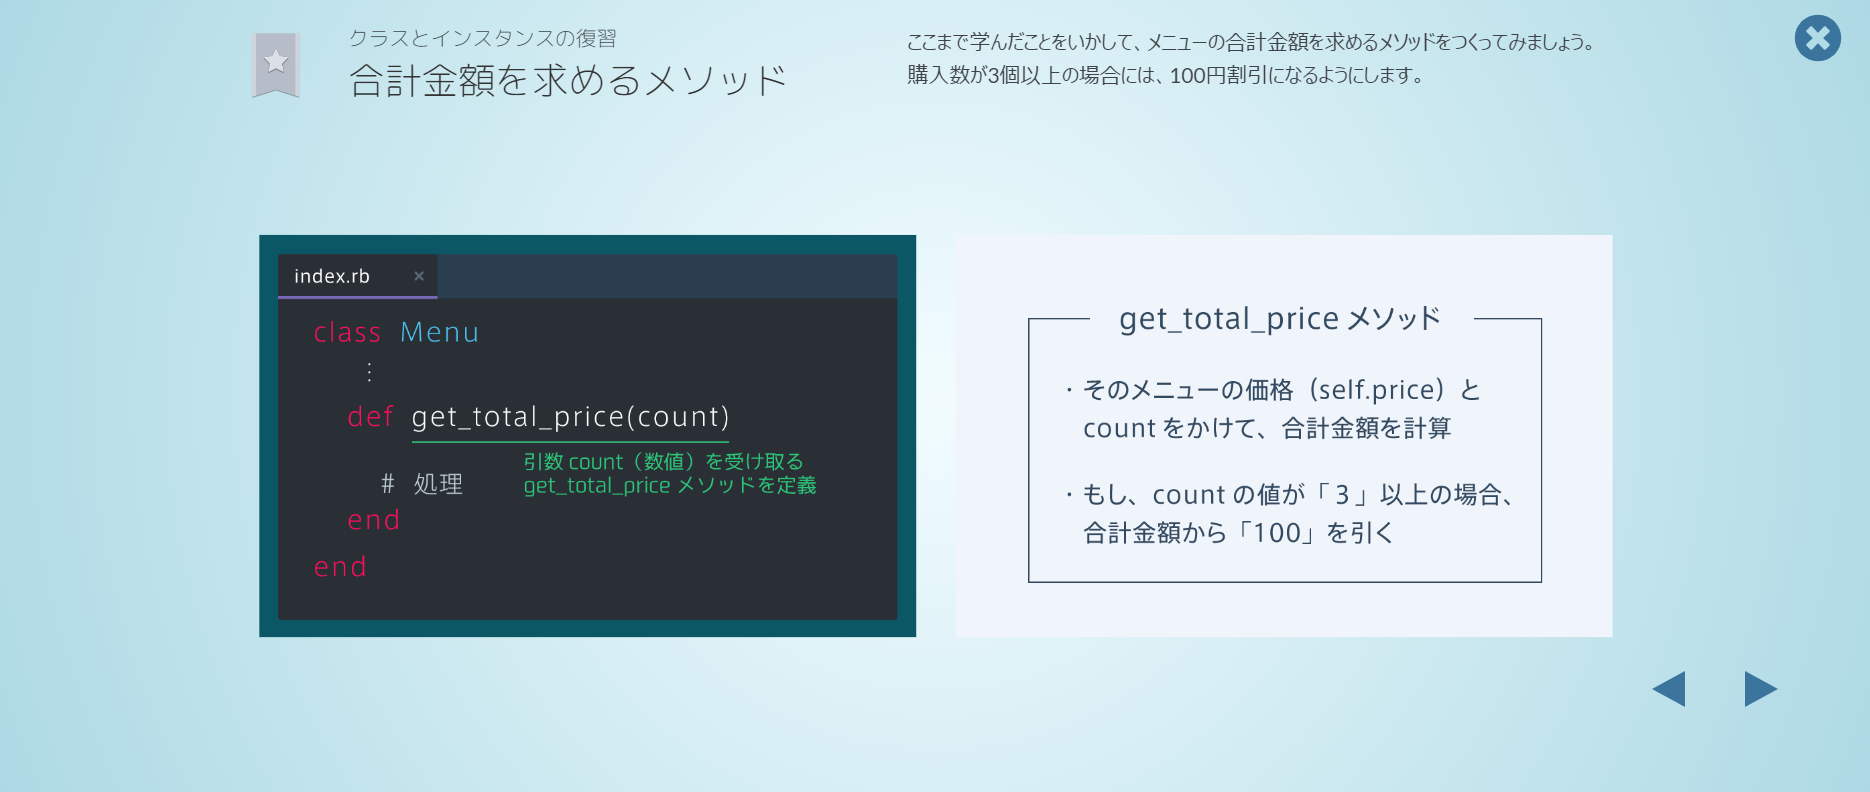 クラスとインスタンスの復習
合計金額を求めるメソッド
ここまで学んだことをいかして、メニューの合計金額を求めるメソッドをつくってみましょう。
購入数が3個以上の場合には、100円割引になるようにします。
index.rb ×
class Menu
⋮
def get_total_price(count)
引数 count（数値）を受け取る
get_total_price メソッドを定義
# 処理
end
end
get_total_price メソッド
・そのメニューの価格（self.price）と
count をかけて、合計金額を計算
・もし、count の値が「３」以上の場合、
合計金額から「100」を引く